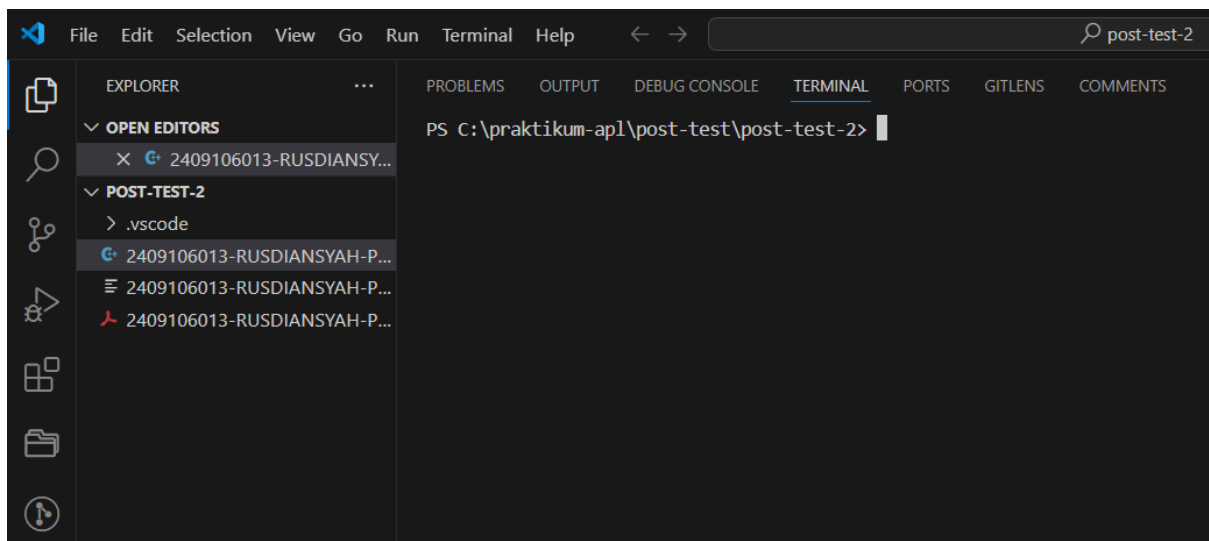 File Edit Selection View Go Run Terminal Help post-test-2
EXPLORER
PROBLEMS OUTPUT DEBUG CONSOLE TERMINAL PORTS GITLENS COMMENTS
OPEN EDITORS
2409106013-RUSDIANSY...
POST-TEST-2
.vscode
2409106013-RUSDIANSYAH-P...
2409106013-RUSDIANSYAH-P...
2409106013-RUSDIANSYAH-P...
PS C:\praktikum-apl\post-test\post-test-2>